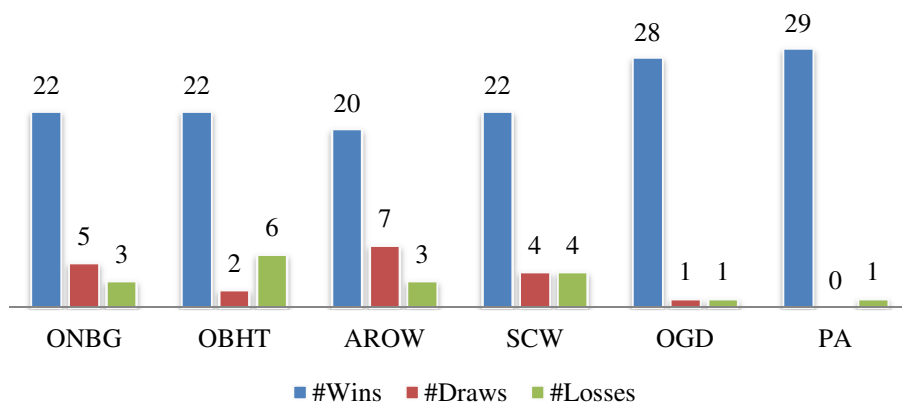 22 5 3
22 2 6
20 7 3
22 4 4
28 1 1
29 0 1
ONBG OBHT AROW SCW OGD PA
#Wins #Draws #Losses